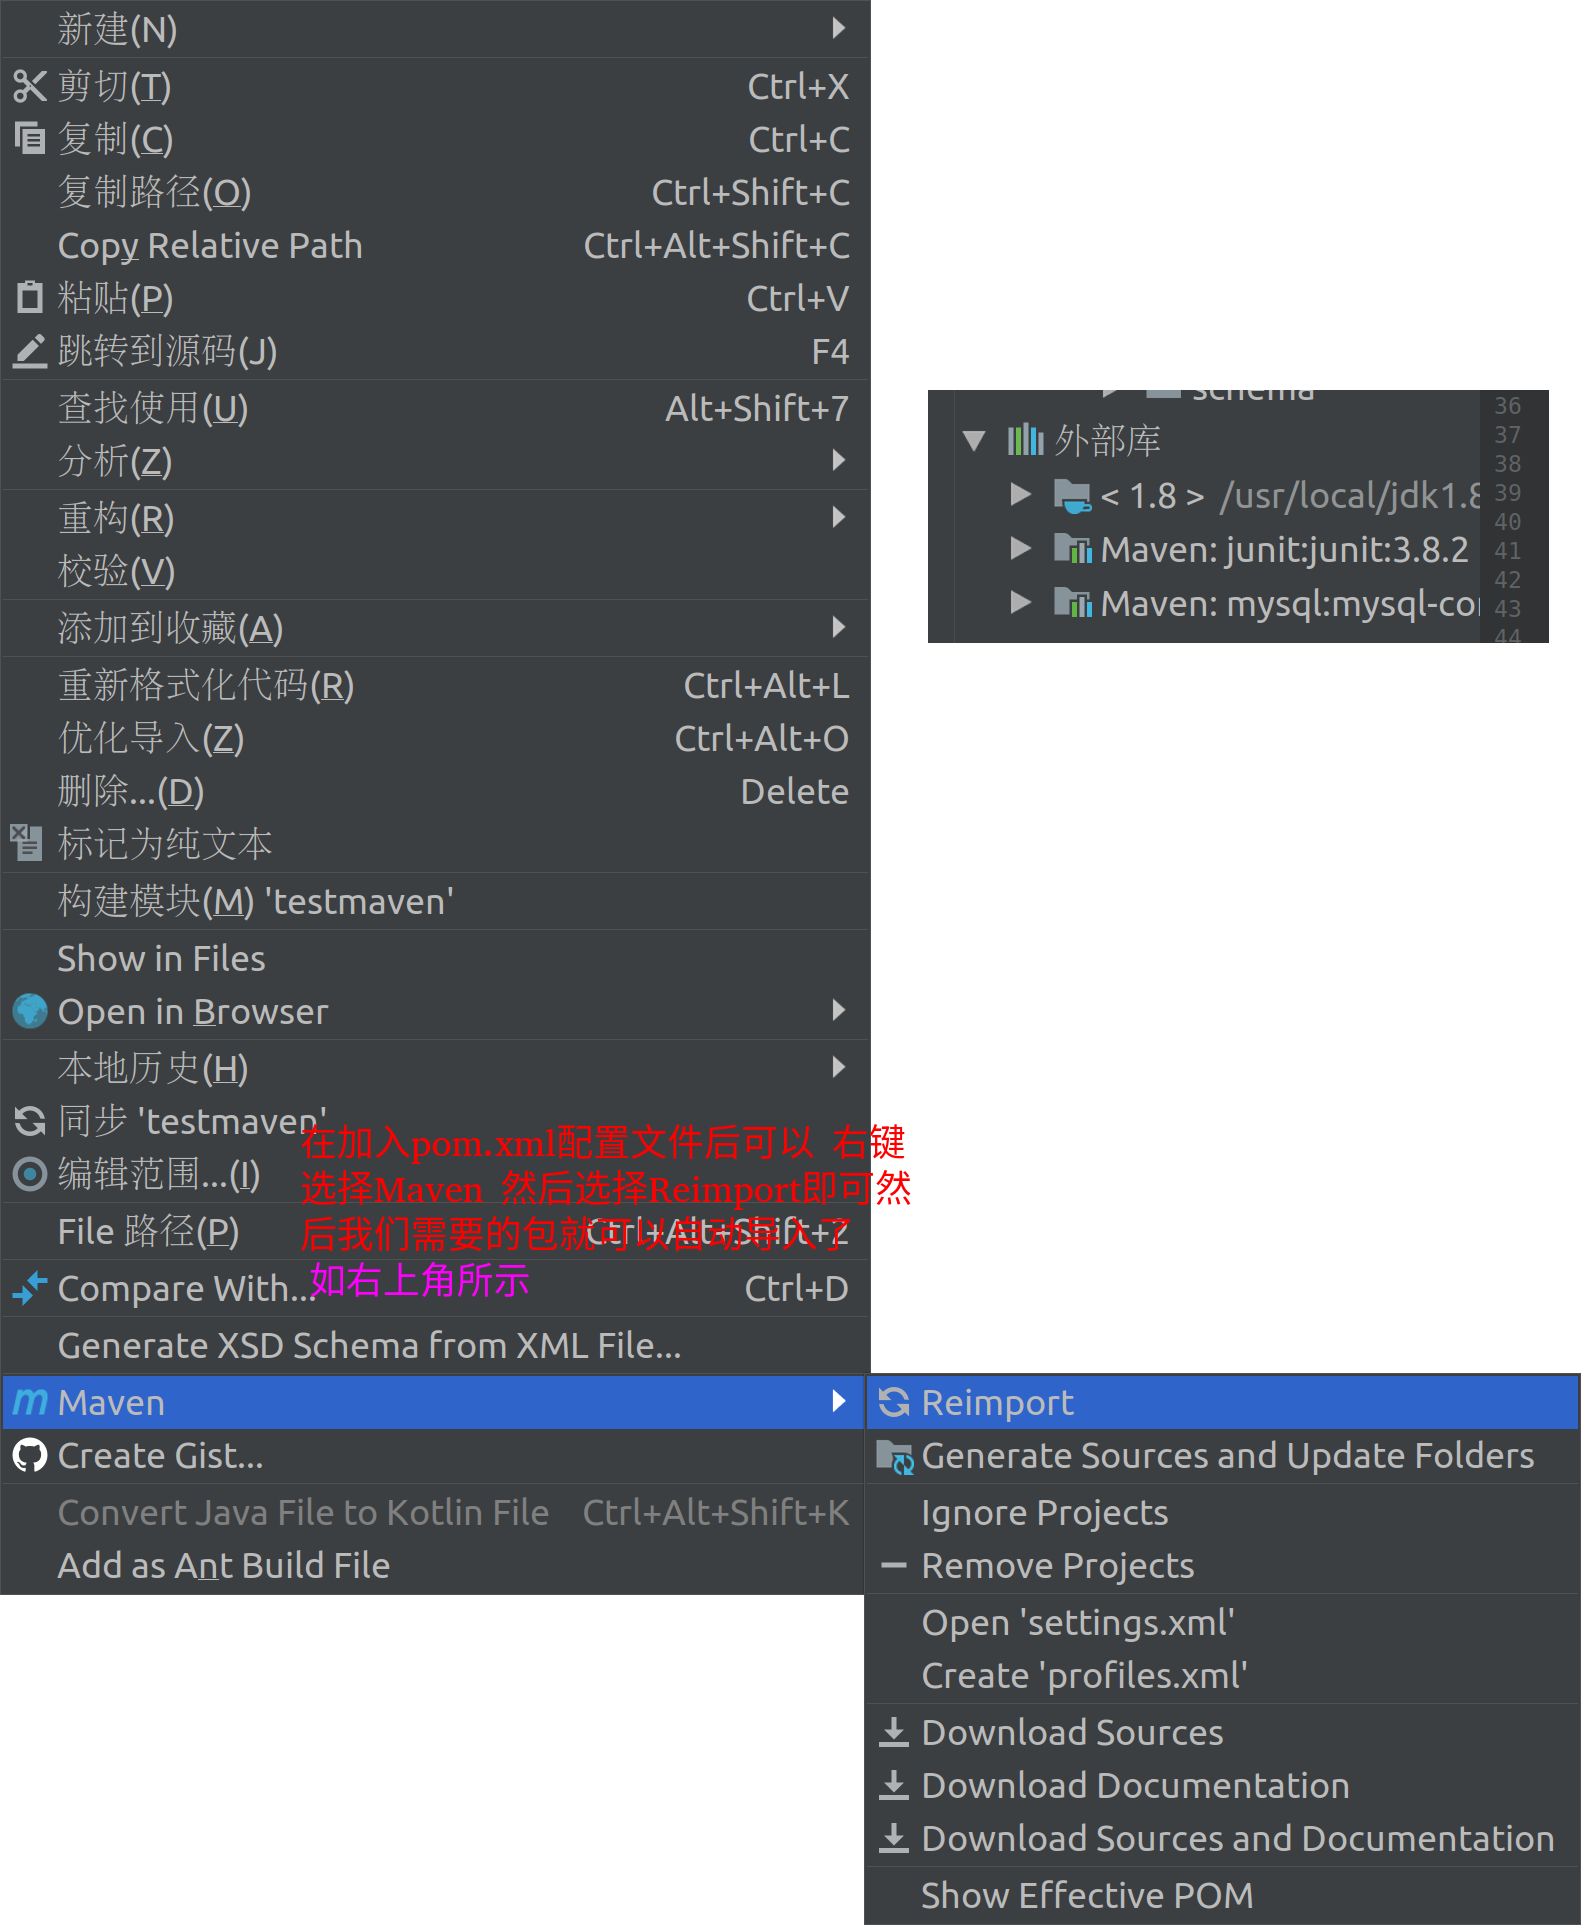 新建(N)
剪切(T) Ctrl+X
复制(C) Ctrl+C
复制路径(O) Ctrl+Shift+C
Copy Relative Path Ctrl+Alt+Shift+C
粘贴(P) Ctrl+V
跳转到源码(J) F4
查找使用(U) Alt+Shift+7
分析(Z)
重构(R)
校验(V)
添加到收藏(A)
重新格式化代码(R) Ctrl+Alt+L
优化导入(Z) Ctrl+Alt+O
删除...(D) Delete
标记为纯文本
构建模块(M) 'testmaven'
Show in Files
Open in Browser
本地历史(H)
同步 'testmaven'
编辑范围...(I)
File 路径(P) Ctrl+Alt+Shift+2
Compare With... Ctrl+D
Generate XSD Schema from XML File...
Maven
Create Gist...
Convert Java File to Kotlin File Ctrl+Alt+Shift+K
Add as Ant Build File
在加入pom.xml配置文件后可以 右键
选择Maven 然后选择Reimport即可然
后我们需要的包就可以自动导入了
如右上角所示
schema
外部库
< 1.8 > /usr/local/jdk1.8
Maven: junit:junit:3.8.2
Maven: mysql:mysql-co
36
37
38
39
40
41
42
43
44
Reimport
Generate Sources and Update Folders
Ignore Projects
Remove Projects
Open 'settings.xml'
Create 'profiles.xml'
Download Sources
Download Documentation
Download Sources and Documentation
Show Effective POM